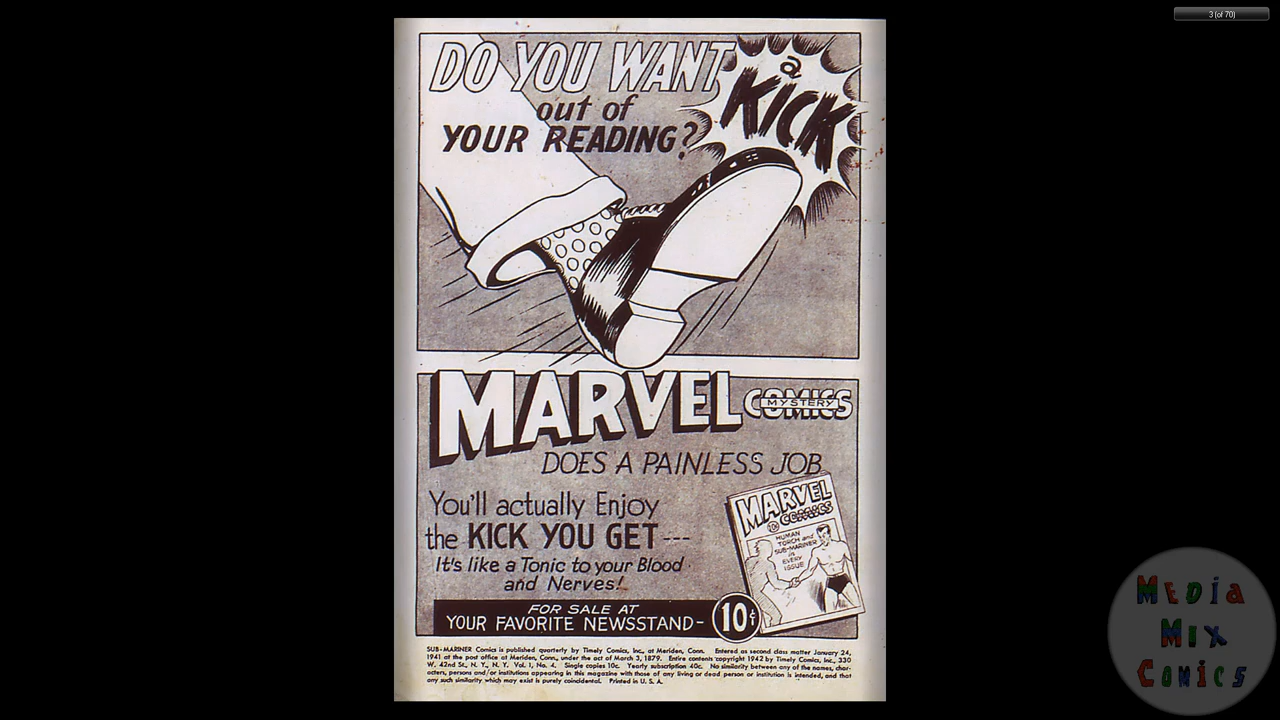 3 (of 70)
DO YOU WANT
a
KICK
out of
YOUR READING?
MARVEL
MYSTERY
COMICS
DOES A PAINLESS JOB
You'll actually Enjoy
the KICK YOU GET ---
It's like a Tonic to your Blood
and Nerves!
MARVEL
COMICS
HUMAN
TORCH and
SUB-MARINER
in
EVERY
ISSUE
FOR SALE AT
YOUR FAVORITE NEWSSTAND-
10¢
SUB-MARINER Comics is published quarterly by Timely Comics, Inc., at Meriden, Conn. Entered as second class matter January 24,
1941 at the post office at Meriden, Conn., under the act of March 3, 1879. Entire contents copyright 1942 by Timely Comics, Inc., 330
W. 42nd St., N. Y., N. Y. Vol. 1, No. 4. Single copies 10c. Yearly subscription 40c. No similarity between any of the names, char-
acters, persons and/or institutions appearing in this magazine with those of any living or dead person or institution is intended, and that
any such similarity which may exist is purely coincidental. Printed in U. S. A.
MEDia
Mix
COMiCS